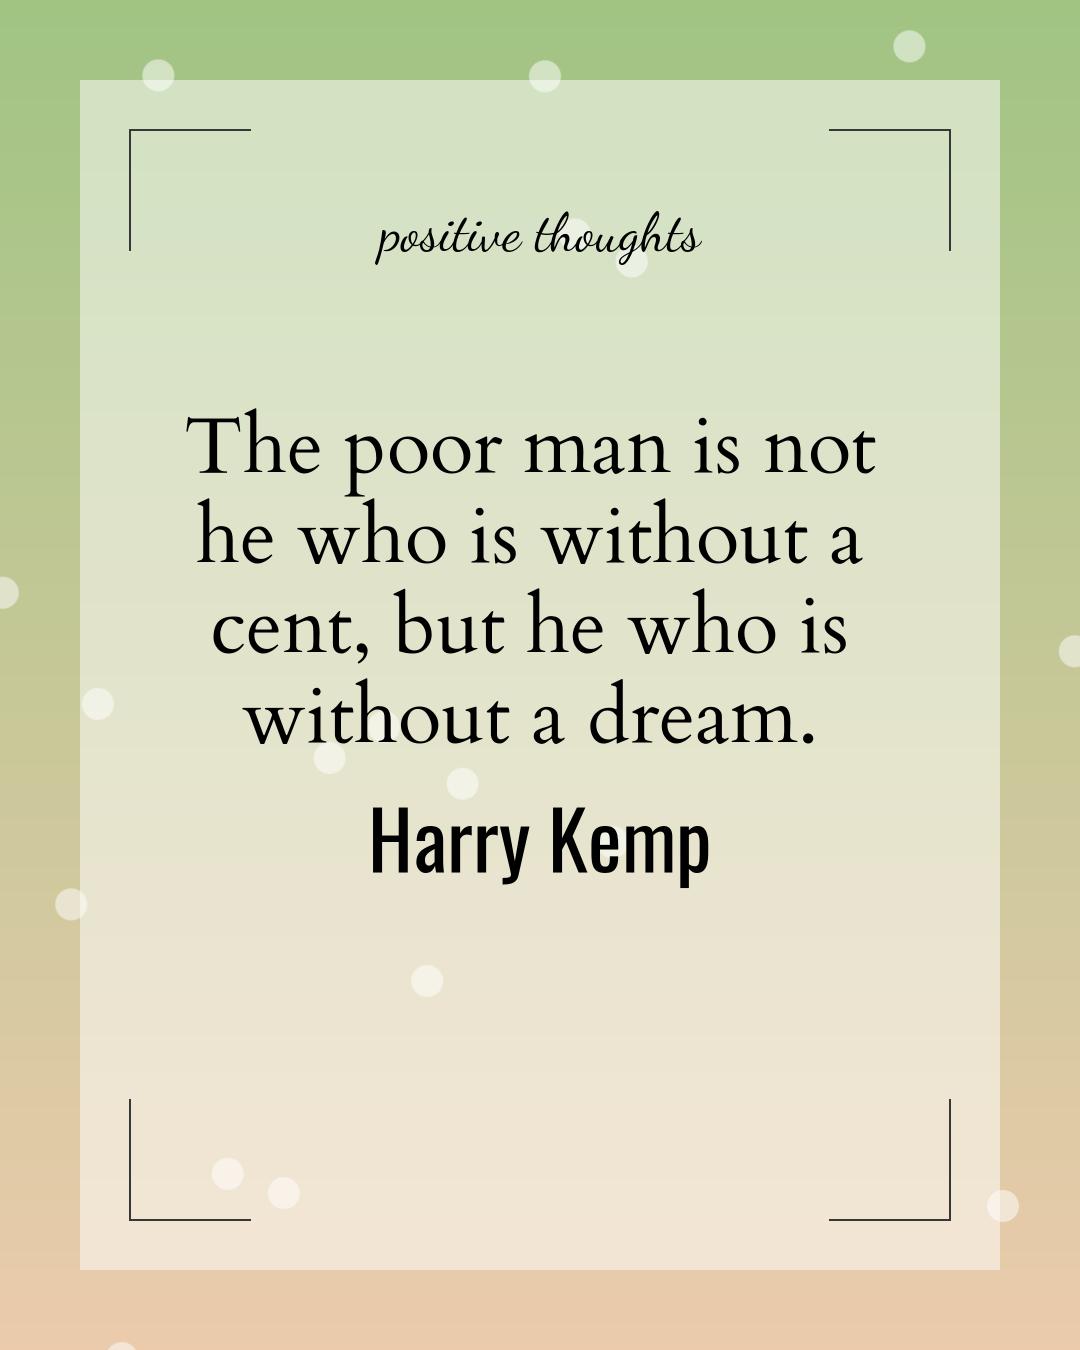 positive thoughts
The poor man is not
he who is without a
cent, but he who is
without a dream.
Harry Kemp